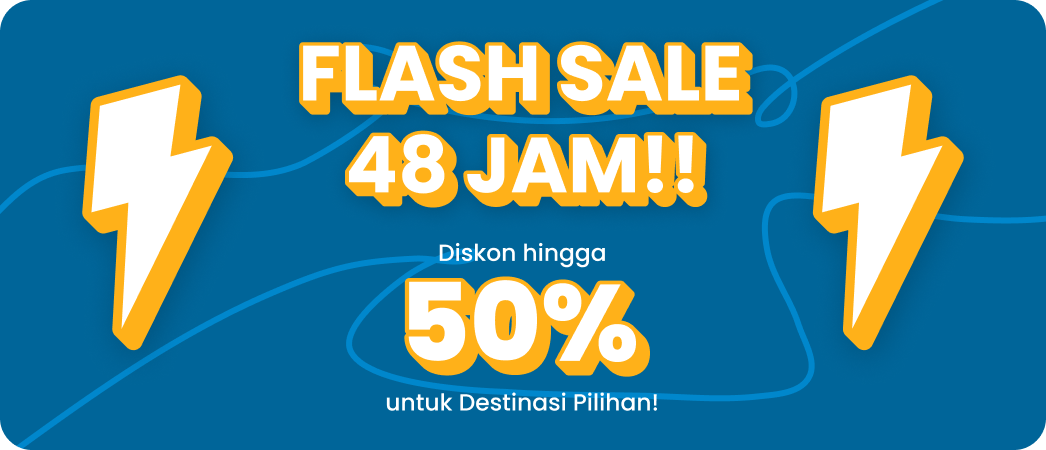 FLASH SALE
48 JAM!!
Diskon hingga
50%
untuk Destinasi Pilihan!